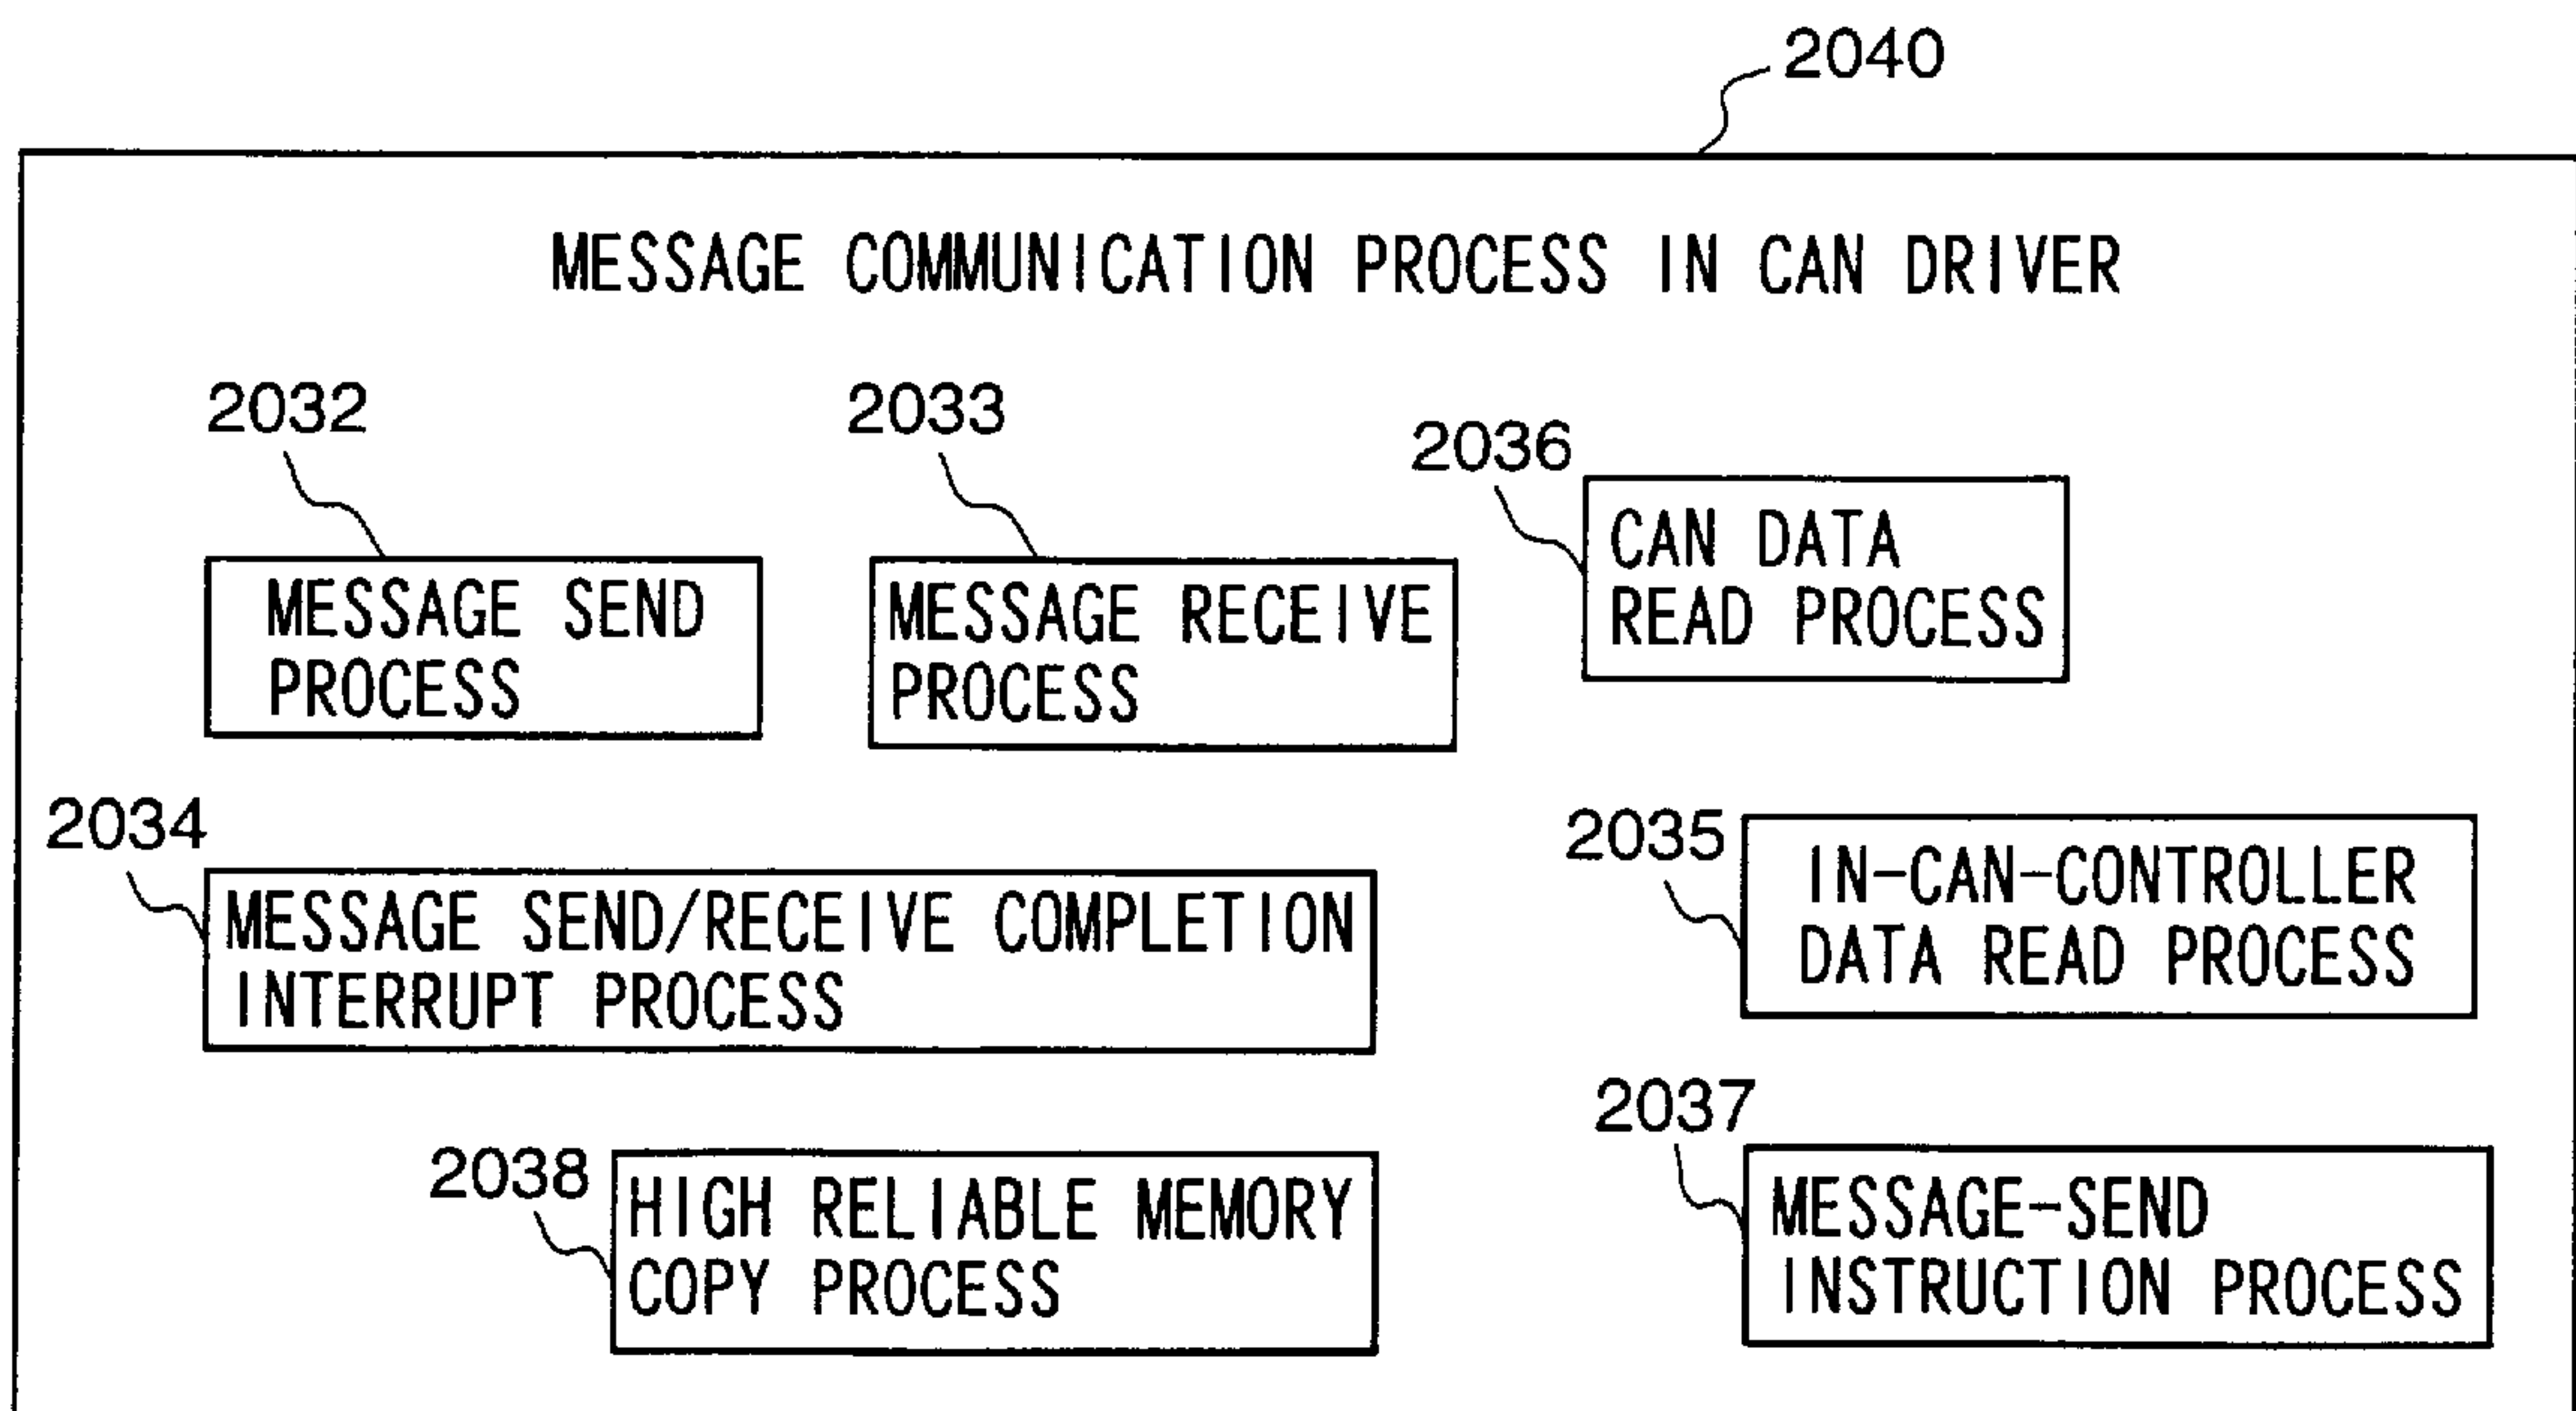 2040
MESSAGE COMMUNICATION PROCESS IN CAN DRIVER
2032
2033
2036
MESSAGE SEND
PROCESS
MESSAGE RECEIVE
PROCESS
CAN DATA
READ PROCESS
2034
2035
MESSAGE SEND/RECEIVE COMPLETION
INTERRUPT PROCESS
IN-CAN-CONTROLLER
DATA READ PROCESS
2038
2037
HIGH RELIABLE MEMORY
COPY PROCESS
MESSAGE-SEND
INSTRUCTION PROCESS